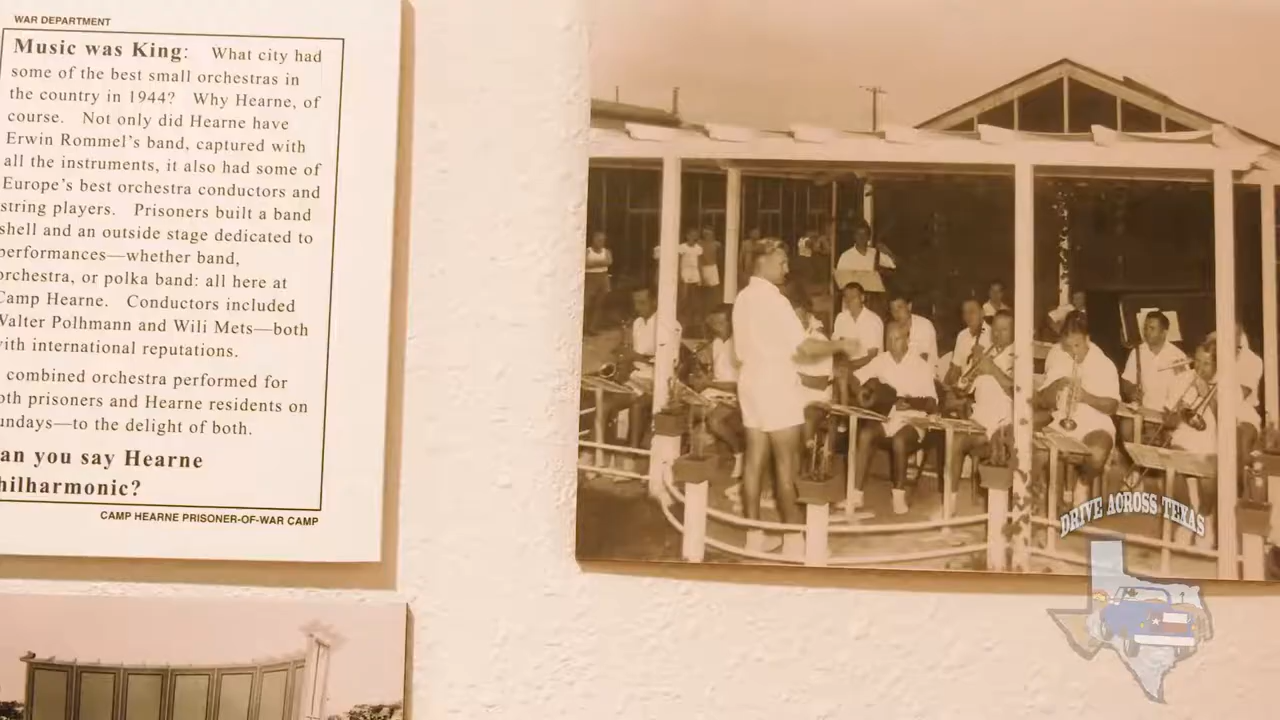 WAR DEPARTMENT
Music was King: What city had
some of the best small orchestras in
the country in 1944? Why Hearne, of
course. Not only did Hearne have
Erwin Rommel's band, captured with
all the instruments, it also had some of
Europe's best orchestra conductors and
string players. Prisoners built a band
shell and an outside stage dedicated to
performances—whether band,
orchestra, or polka band: all here at
Camp Hearne. Conductors included
Walter Polhmann and Wili Mets—both
with international reputations.
combined orchestra performed for
oth prisoners and Hearne residents on
undays—to the delight of both.
an you say Hearne
hilharmonic?
CAMP HEARNE PRISONER-OF-WAR CAMP
DRIVE ACROSS TEXAS